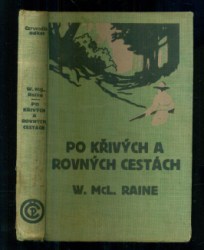 W. McL.
RAINE
PO
KŘIVÝCH
A
ROVNÝCH
CESTÁCH
PO KŘIVÝCH A
ROVNÝCH CESTÁCH
W. McL. RAINE